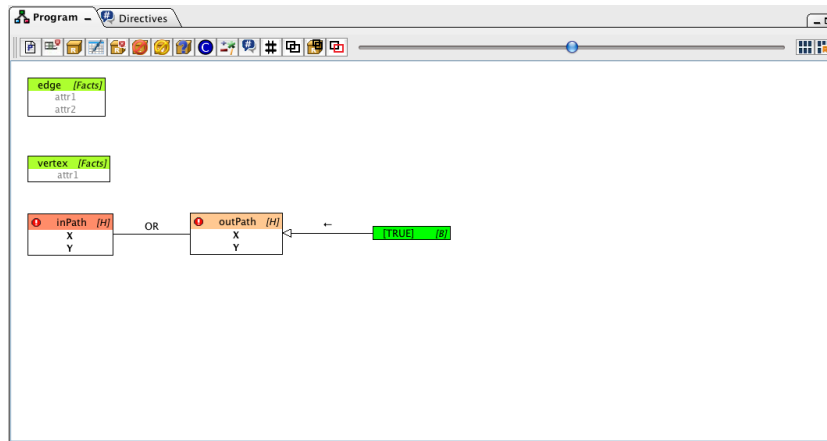 Program
Directives
edge [Facts]
attr1
attr2
vertex [Facts]
attr1
inPath [H]
X
Y
OR
outPath [H]
X
Y
←
[TRUE] [B]